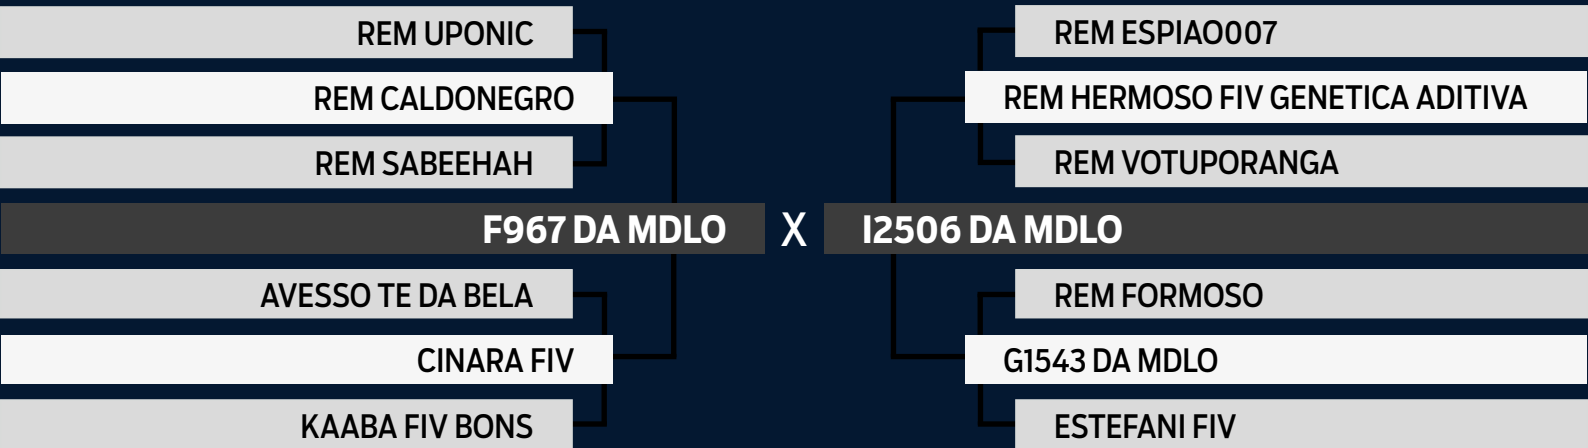 REM UPONIC
REM CALDONEGRO
REM SABEEHAH
F967 DA MDLO
AVESSO TE DA BELA
CINARA FIV
KAABA FIV BONS
X
REM ESPIAO007
REM HERMOSO FIV GENETICA ADITIVA
REM VOTUPORANGA
I2506 DA MDLO
REM FORMOSO
G1543 DA MDLO
ESTEFANI FIV